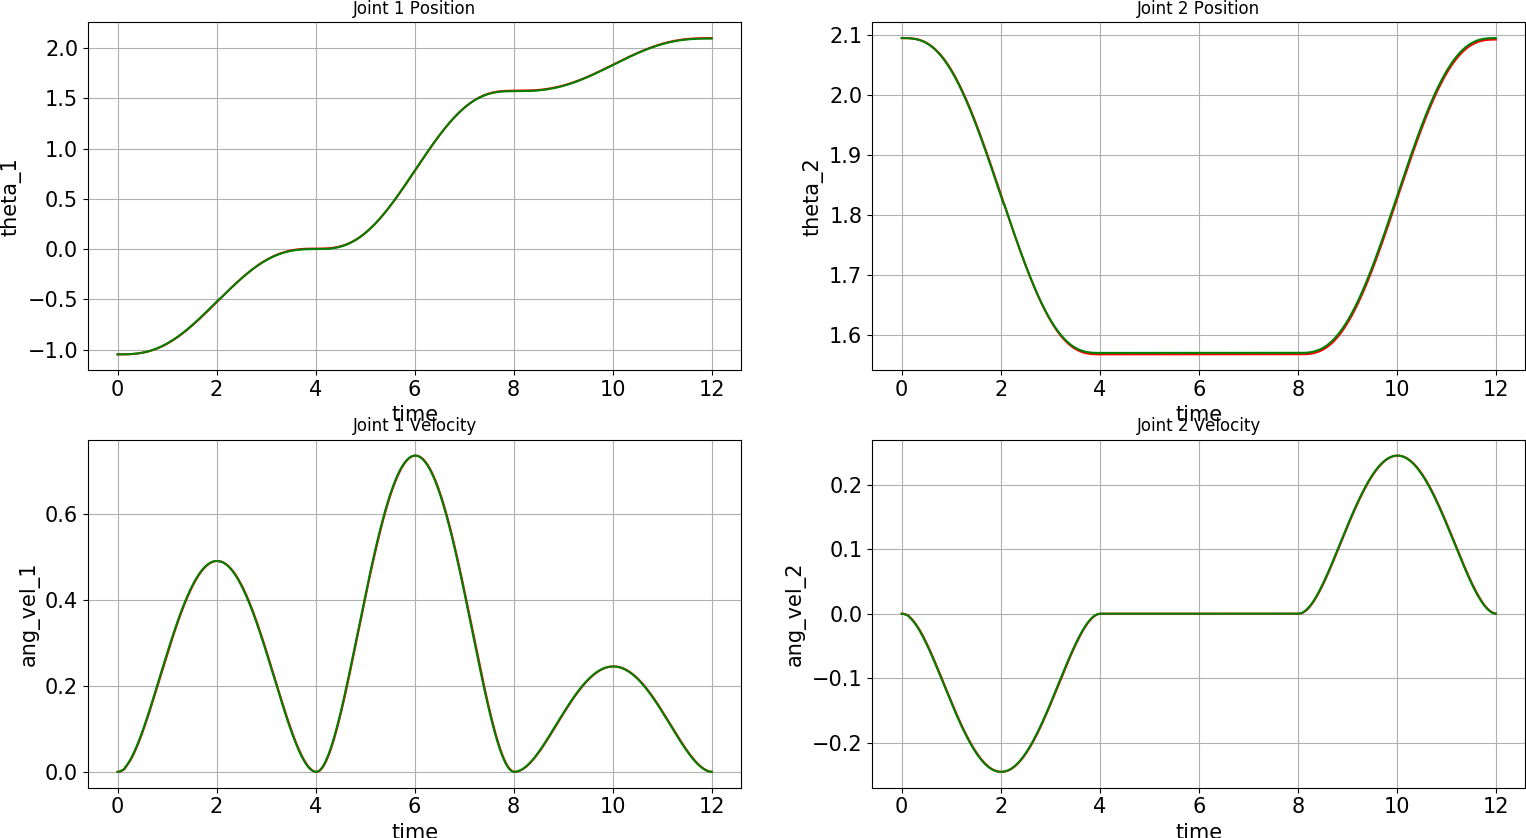 Joint 1 Position
theta_1
2.0
1.5
1.0
0.5
0.0
−0.5
−1.0
0 2 4 6 8 10 12
time
Joint 2 Position
theta_2
2.1
2.0
1.9
1.8
1.7
1.6
0 2 4 6 8 10 12
time
Joint 1 Velocity
ang_vel_1
0.6
0.4
0.2
0.0
0 2 4 6 8 10 12
time
Joint 2 Velocity
ang_vel_2
0.2
0.1
0.0
−0.1
−0.2
0 2 4 6 8 10 12
time